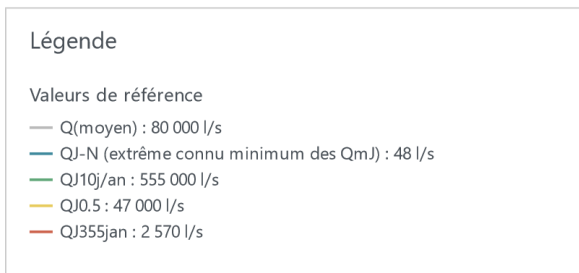 Légende
Valeurs de référence
Q(moyen) : 80 000 l/s
QJ-N (extrême connu minimum des QmJ) : 48 l/s
QJ10j/an : 555 000 l/s
QJ0.5 : 47 000 l/s
QJ355jan : 2 570 l/s